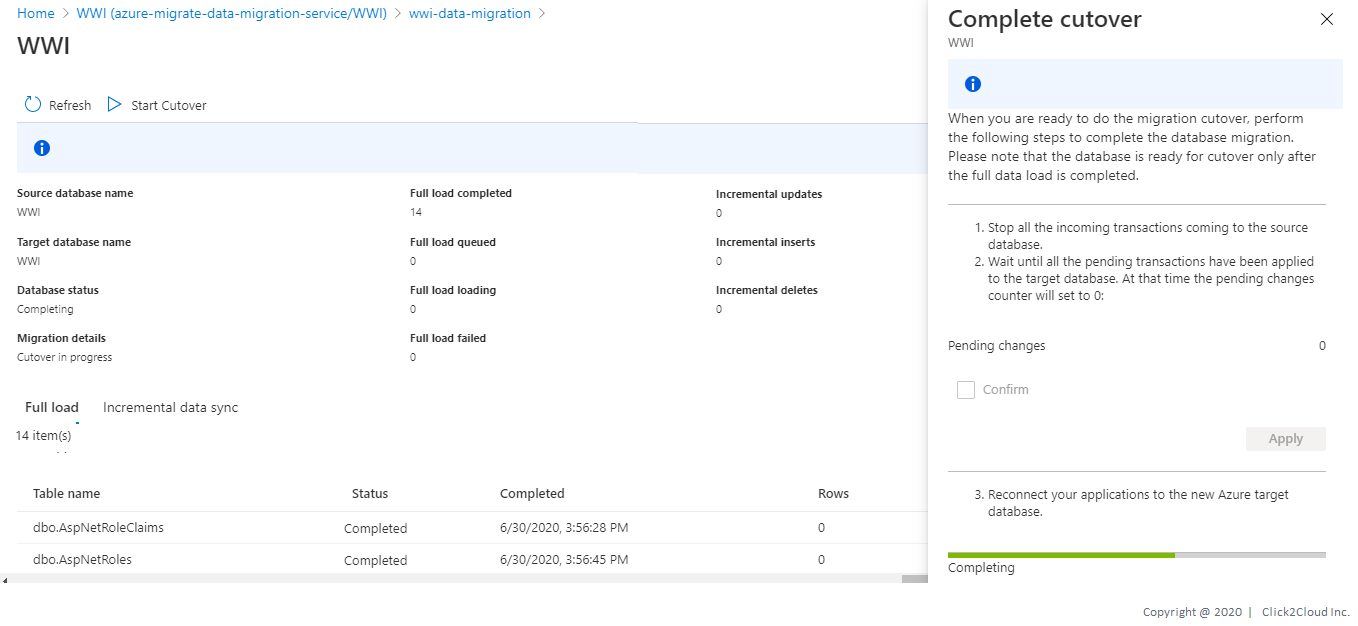 Home > WWI (azure-migrate-data-migration-service/WWI) > wwi-data-migration >
WWI
Refresh Start Cutover
Source database name
WWI
Target database name
WWI
Database status
Completing
Migration details
Cutover in progress
Full load completed
14
Full load queued
0
Full load loading
0
Full load failed
0
Incremental updates
0
Incremental inserts
0
Incremental deletes
0
Full load Incremental data sync
14 item(s)
Table name Status Completed Rows
dbo.AspNetRoleClaims Completed 6/30/2020, 3:56:28 PM 0
dbo.AspNetRoles Completed 6/30/2020, 3:56:45 PM 0
Complete cutover
WWI
When you are ready to do the migration cutover, perform
the following steps to complete the database migration.
Please note that the database is ready for cutover only after
the full data load is completed.
1. Stop all the incoming transactions coming to the source
database.
2. Wait until all the pending transactions have been applied
to the target database. At that time the pending changes
counter will set to 0:
Pending changes 0
Confirm
Apply
3. Reconnect your applications to the new Azure target
database.
Completing
Copyright @ 2020 | Click2Cloud Inc.